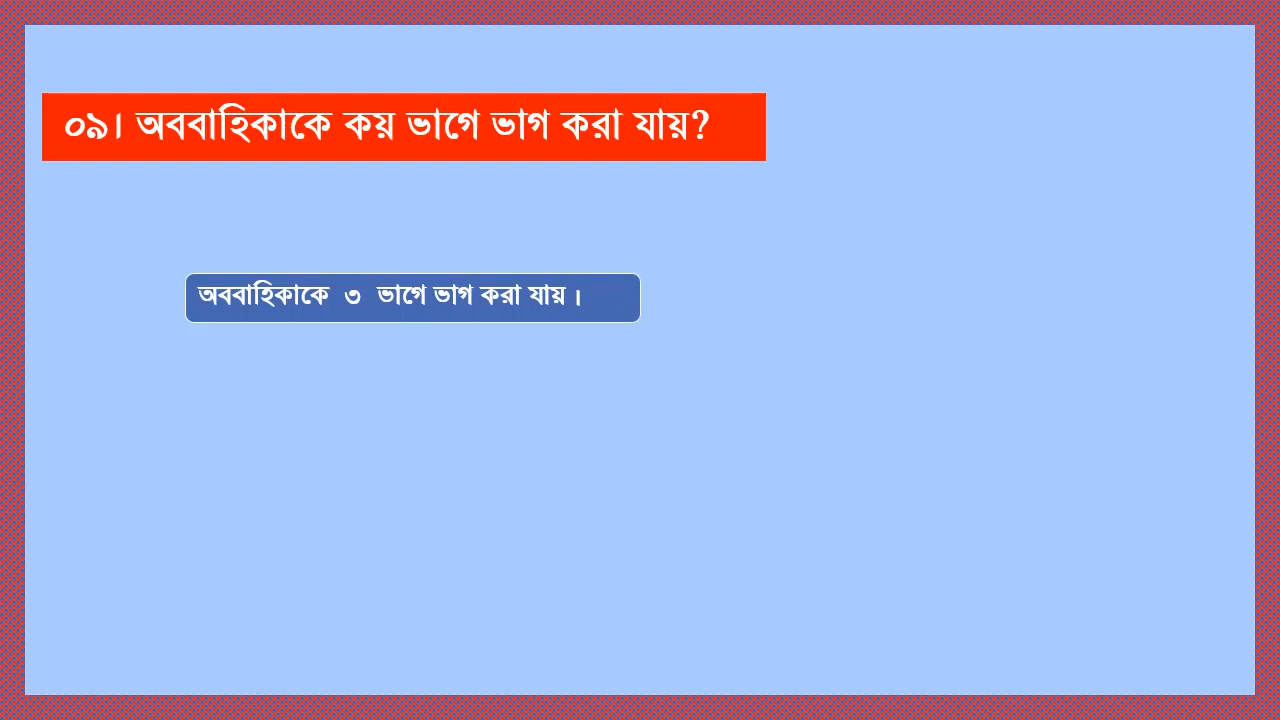 ০৯। অববাহিকাকে কয় ভাগে ভাগ করা যায়?
অববাহিকাকে ৩ ভাগে ভাগ করা যায়।